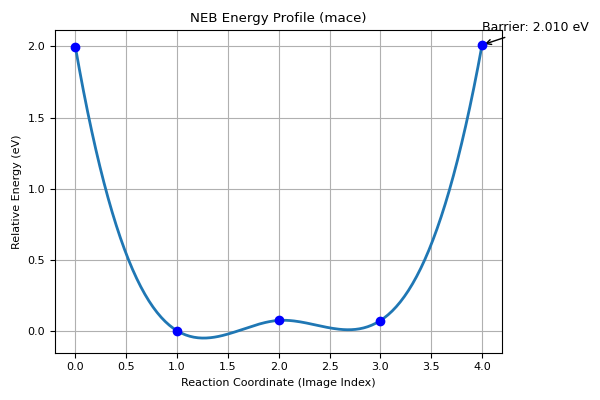 NEB Energy Profile (mace)
Barrier: 2.010 eV
Relative Energy (eV)
2.0
1.5
1.0
0.5
0.0
0.0 0.5 1.0 1.5 2.0 2.5 3.0 3.5 4.0
Reaction Coordinate (Image Index)